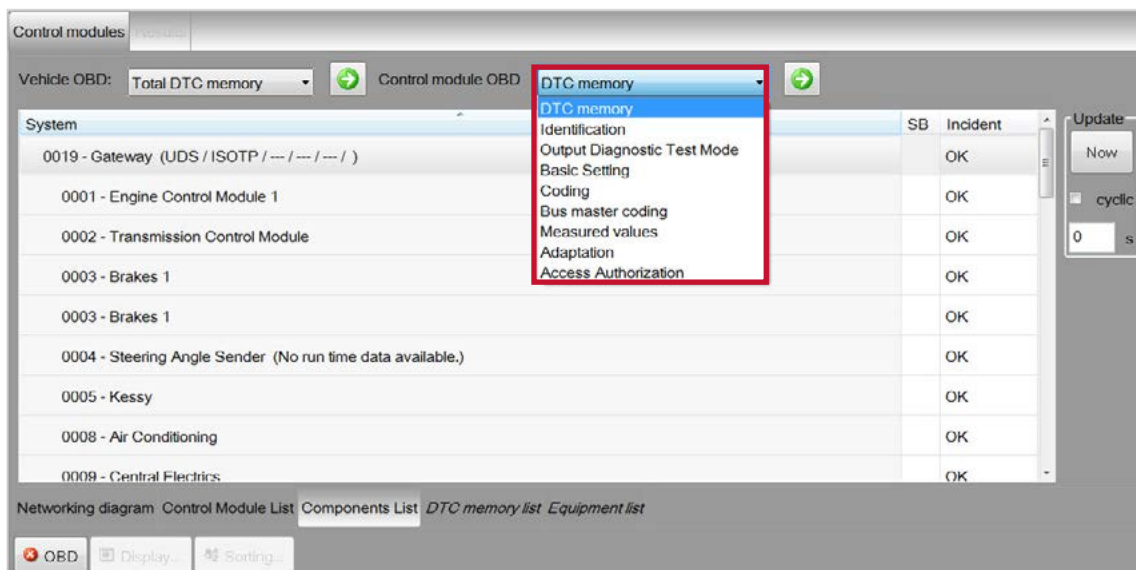 Control modules Results
Vehicle OBD: Total DTC memory Control module OBD DTC memory
DTC memory
Identification
Output Diagnostic Test Mode
Basic Setting
Coding
Bus master coding
Measured values
Adaptation
Access Authorization
System SB Incident
0019 - Gateway (UDS / ISOTP / --- / --- / --- / ) OK
0001 - Engine Control Module 1 OK
0002 - Transmission Control Module OK
0003 - Brakes 1 OK
0003 - Brakes 1 OK
0004 - Steering Angle Sender (No run time data available.) OK
0005 - Kessy OK
0008 - Air Conditioning OK
0009 - Central Electrics OK
Update
Now
cyclic
0 s
Networking diagram Control Module List Components List DTC memory list Equipment list
OBD Display... Sorting...